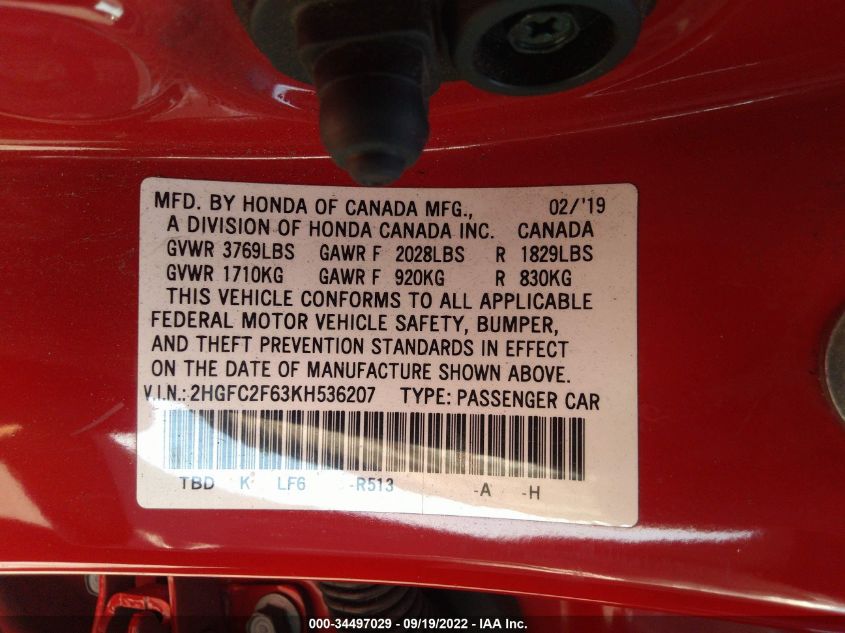 MFD. BY HONDA OF CANADA MFG., 02/'19
A DIVISION OF HONDA CANADA INC. CANADA
GVWR 3769LBS GAWR F 2028LBS R 1829LBS
GVWR 1710KG GAWR F 920KG R 830KG
THIS VEHICLE CONFORMS TO ALL APPLICABLE
FEDERAL MOTOR VEHICLE SAFETY, BUMPER,
AND THEFT PREVENTION STANDARDS IN EFFECT
ON THE DATE OF MANUFACTURE SHOWN ABOVE.
V.I.N.: 2HGFC2F63KH536207 TYPE: PASSENGER CAR
TBD K LF6 -R513 -A -H
000-34497029 - 09/19/2022 - IAA Inc.